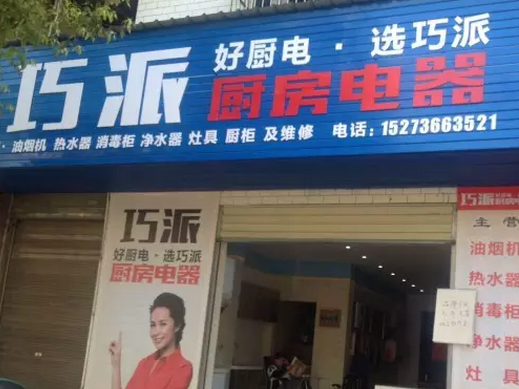 巧派
好厨电·选巧派
厨房电器
·油烟机 热水器 消毒柜 净水器 灶具 厨柜 及维修 电话:15273663521
巧派
好厨电·选巧派
厨房电器
巧派
厨房
主营
油烟机
热水器
消毒柜
净水器
灶具